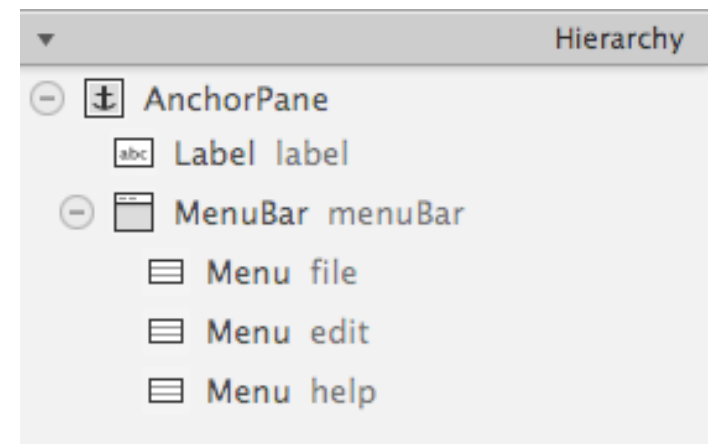 Hierarchy
AnchorPane
abc Label label
MenuBar menuBar
Menu file
Menu edit
Menu help